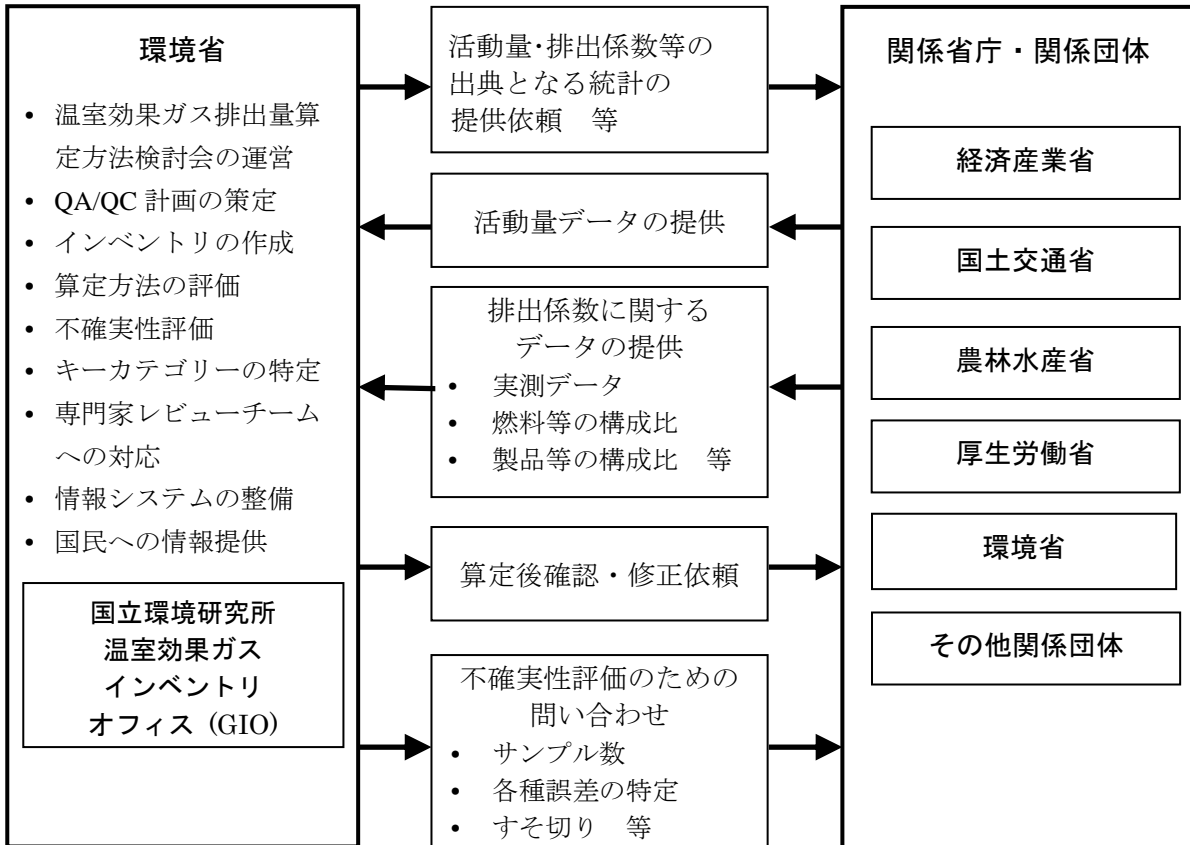 環境省
• 温室効果ガス排出量算
定方法検討会の運営
• QA/QC 計画の策定
• インベントリの作成
• 算定方法の評価
• 不確実性評価
• キーカテゴリーの特定
• 専門家レビューチーム
への対応
• 情報システムの整備
• 国民への情報提供
国立環境研究所
温室効果ガス
インベントリ
オフィス (GIO)
活動量・排出係数等の
出典となる統計の
提供依頼　等
活動量データの提供
排出係数に関する
データの提供
• 実測データ
• 燃料等の構成比
• 製品等の構成比　等
算定後確認・修正依頼
不確実性評価のための
問い合わせ
• サンプル数
• 各種誤差の特定
• すそ切り　等
関係省庁・関係団体
経済産業省
国土交通省
農林水産省
厚生労働省
環境省
その他関係団体